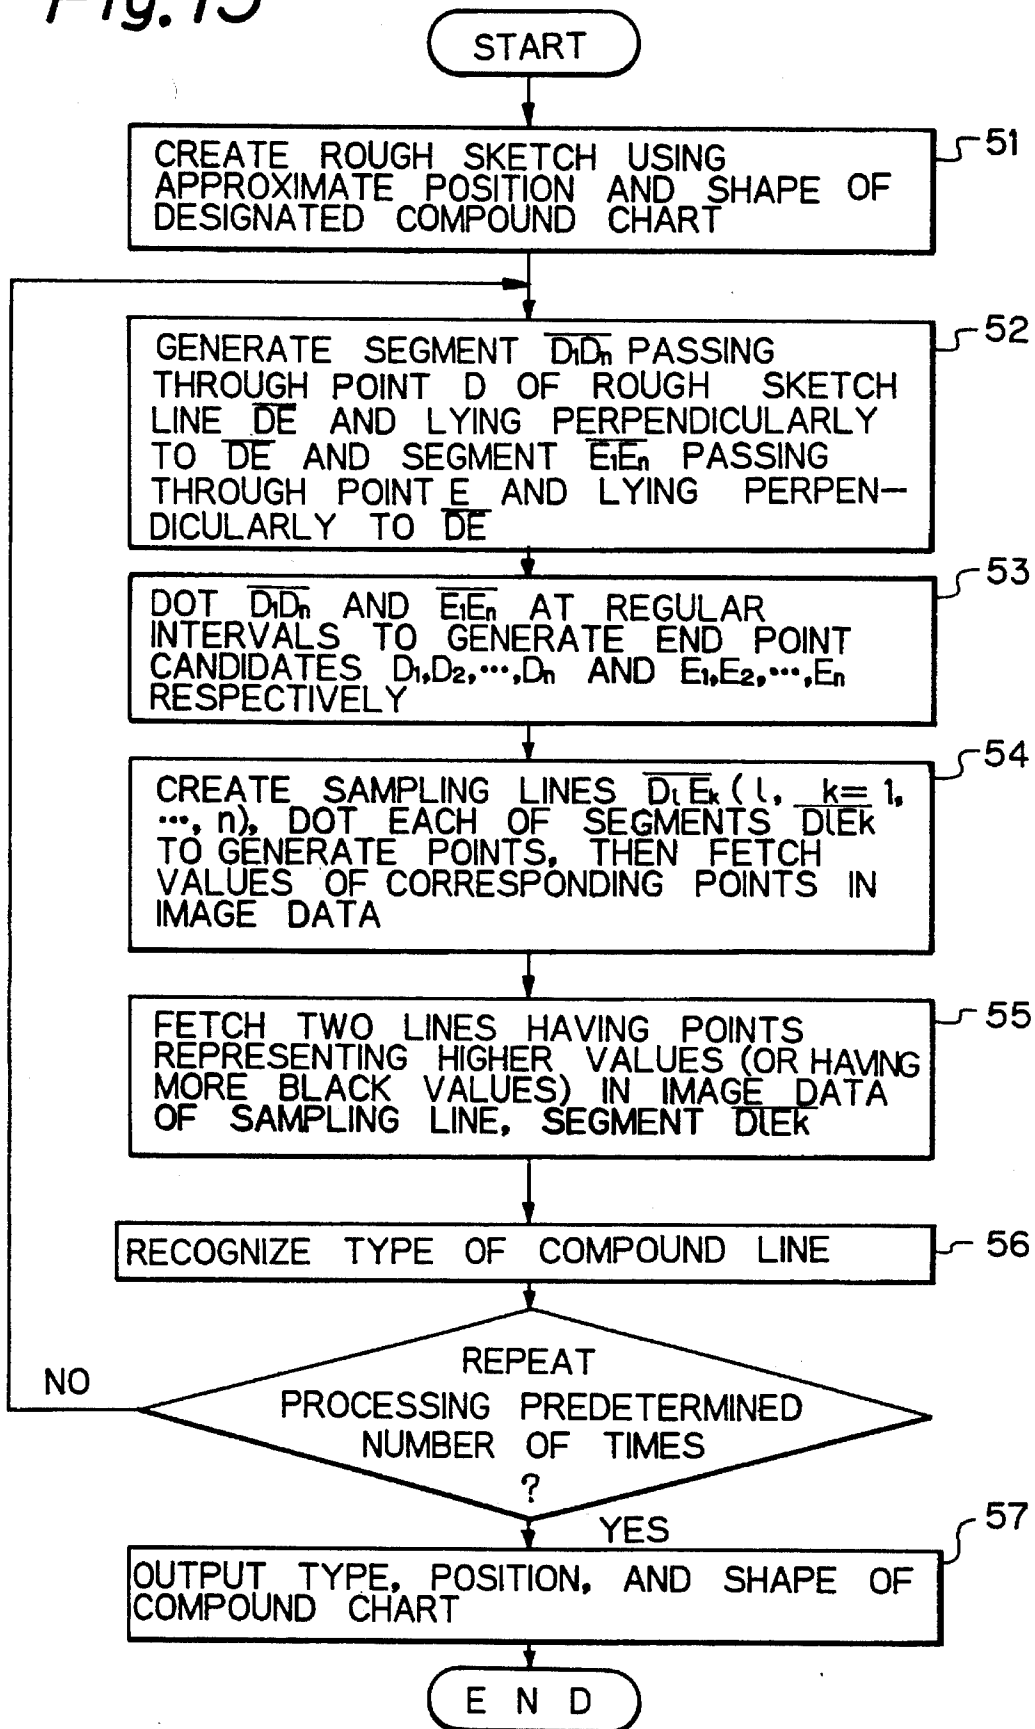 Fig. 15
START
CREATE ROUGH SKETCH USING
APPROXIMATE POSITION AND SHAPE OF
DESIGNATED COMPOUND CHART
51
GENERATE SEGMENT D₁Dₙ PASSING
THROUGH POINT D OF ROUGH SKETCH
LINE DE AND LYING PERPENDICULARLY
TO DE AND SEGMENT E₁Eₙ PASSING
THROUGH POINT E AND LYING PERPEN-
DICULARLY TO DE
52
DOT D₁Dₙ AND E₁Eₙ AT REGULAR
INTERVALS TO GENERATE END POINT
CANDIDATES D₁,D₂,···,Dₙ AND E₁,E₂,···,Eₙ
RESPECTIVELY
53
CREATE SAMPLING LINES DₗEₖ (l, k= 1,
···, n), DOT EACH OF SEGMENTS DlEk
TO GENERATE POINTS, THEN FETCH
VALUES OF CORRESPONDING POINTS IN
IMAGE DATA
54
FETCH TWO LINES HAVING POINTS
REPRESENTING HIGHER VALUES (OR HAVING
MORE BLACK VALUES) IN IMAGE DATA
OF SAMPLING LINE, SEGMENT DlEk
55
RECOGNIZE TYPE OF COMPOUND LINE
56
REPEAT
PROCESSING PREDETERMINED
NUMBER OF TIMES
?
NO
YES
OUTPUT TYPE, POSITION, AND SHAPE OF
COMPOUND CHART
57
E N D